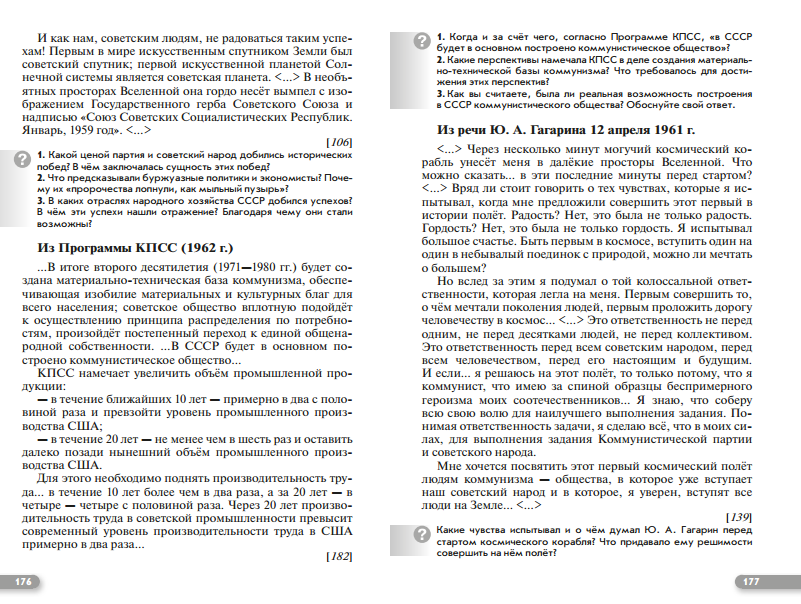 И как нам, советским людям, не радоваться таким успе-
хам! Первым в мире искусственным спутником Земли был
советский спутник; первой искусственной планетой Сол-
нечной системы является советская планета. <...> В необъ-
ятных просторах Вселенной она гордо несёт вымпел с изо-
бражением Государственного герба Советского Союза и
надписью «Союз Советских Социалистических Республик.
Январь, 1959 год». <...>
[106]
?
1. Какой ценой партия и советский народ добились исторических
побед? В чём заключалась сущность этих побед?
2. Что предсказывали буржуазные политики и экономисты? Поче-
му их «пророчества лопнули, как мыльный пузырь»?
3. В каких отраслях народного хозяйства СССР добился успехов?
В чём эти успехи нашли отражение? Благодаря чему они стали
возможны?
Из Программы КПСС (1962 г.)
...В итоге второго десятилетия (1971—1980 гг.) будет со-
здана материально-техническая база коммунизма, обеспе-
чивающая изобилие материальных и культурных благ для
всего населения; советское общество вплотную подойдёт
к осуществлению принципа распределения по потребно-
стям, произойдёт постепенный переход к единой общена-
родной собственности. ...В СССР будет в основном по-
строено коммунистическое общество...
КПСС намечает увеличить объём промышленной про-
дукции:
— в течение ближайших 10 лет — примерно в два с поло-
виной раза и превзойти уровень промышленного произ-
водства США;
— в течение 20 лет — не менее чем в шесть раз и оставить
далеко позади нынешний объём промышленного произ-
водства США.
Для этого необходимо поднять производительность тру-
да... в течение 10 лет более чем в два раза, а за 20 лет — в
четыре — четыре с половиной раза. Через 20 лет произво-
дительность труда в советской промышленности превысит
современный уровень производительности труда в США
примерно в два раза...
[182]
176
?
1. Когда и за счёт чего, согласно Программе КПСС, «в СССР
будет в основном построено коммунистическое общество»?
2. Какие перспективы намечала КПСС в деле создания материаль-
но-технической базы коммунизма? Что требовалось для дости-
жения этих перспектив?
3. Как вы считаете, была ли реальная возможность построения
в СССР коммунистического общества? Обоснуйте свой ответ.
Из речи Ю. А. Гагарина 12 апреля 1961 г.
<...> Через несколько минут могучий космический ко-
рабль унесёт меня в далёкие просторы Вселенной. Что
можно сказать... в эти последние минуты перед стартом?
<...> Вряд ли стоит говорить о тех чувствах, которые я ис-
пытывал, когда мне предложили совершить этот первый в
истории полёт. Радость? Нет, это была не только радость.
Гордость? Нет, это была не только гордость. Я испытывал
большое счастье. Быть первым в космосе, вступить один на
один в небывалый поединок с природой, можно ли мечтать
о большем?
Но вслед за этим я подумал о той колоссальной ответ-
ственности, которая легла на меня. Первым совершить то,
о чём мечтали поколения людей, первым проложить дорогу
человечеству в космос... <...> Это ответственность не перед
одним, не перед десятками людей, не перед коллективом.
Это ответственность перед всем советским народом, перед
всем человечеством, перед его настоящим и будущим.
И если... я решаюсь на этот полёт, то только потому, что я
коммунист, что имею за спиной образцы беспримерного
героизма моих соотечественников... Я знаю, что соберу
всю свою волю для наилучшего выполнения задания. По-
нимая ответственность задачи, я сделаю всё, что в моих си-
лах, для выполнения задания Коммунистической партии
и советского народа.
Мне хочется посвятить этот первый космический полёт
людям коммунизма — общества, в которое уже вступает
наш советский народ и в которое, я уверен, вступят все
люди на Земле... <...>
[139]
?
Какие чувства испытывал и о чём думал Ю. А. Гагарин перед
стартом космического корабля? Что придавало ему решимости
совершить на нём полёт?
177